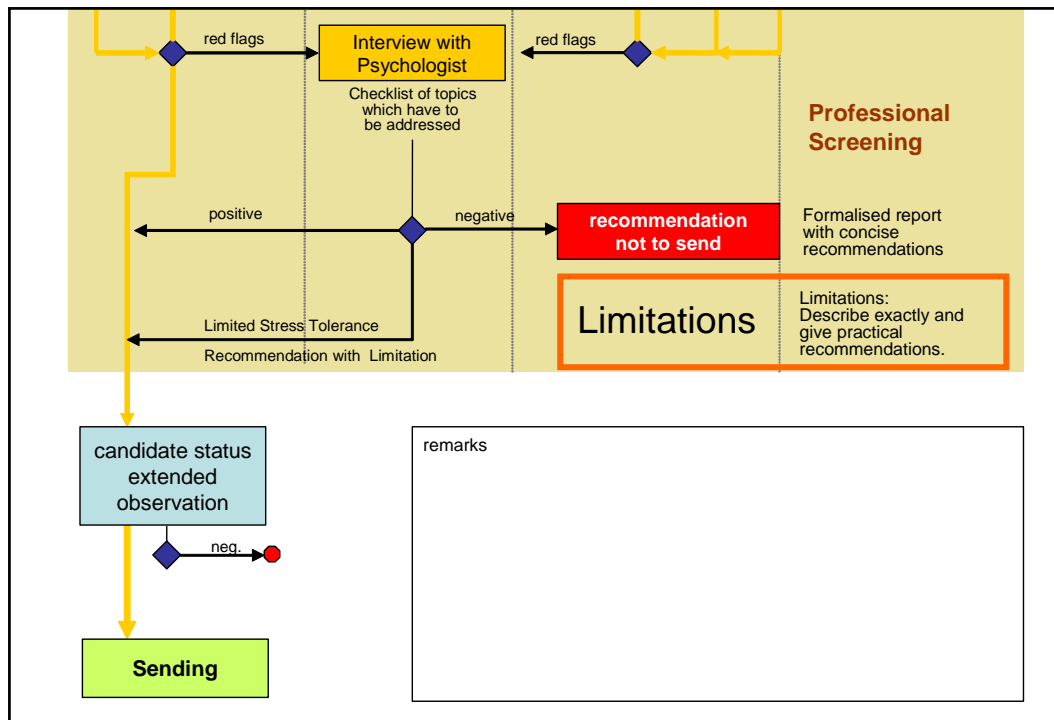 red flags
Interview with
Psychologist
red flags
Checklist of topics
which have to
be addressed
Professional
Screening
positive
negative
recommendation
not to send
Formalised report
with concise
recommendations
Limitations
Limitations:
Describe exactly and
give practical
recommendations.
Limited Stress Tolerance
Recommendation with Limitation
candidate status
extended
observation
remarks
neg.
Sending